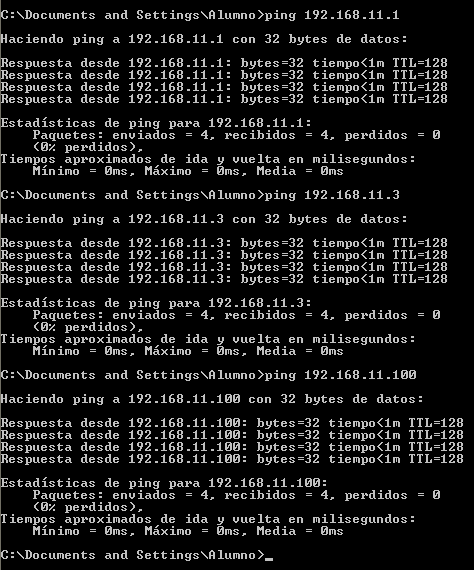 C:\Documents and Settings\Alumno>ping 192.168.11.1
Haciendo ping a 192.168.11.1 con 32 bytes de datos:
Respuesta desde 192.168.11.1: bytes=32 tiempo<1m TTL=128
Respuesta desde 192.168.11.1: bytes=32 tiempo<1m TTL=128
Respuesta desde 192.168.11.1: bytes=32 tiempo<1m TTL=128
Respuesta desde 192.168.11.1: bytes=32 tiempo<1m TTL=128
Estadísticas de ping para 192.168.11.1:
Paquetes: enviados = 4, recibidos = 4, perdidos = 0
(0% perdidos),
Tiempos aproximados de ida y vuelta en milisegundos:
Mínimo = 0ms, Máximo = 0ms, Media = 0ms
C:\Documents and Settings\Alumno>ping 192.168.11.3
Haciendo ping a 192.168.11.3 con 32 bytes de datos:
Respuesta desde 192.168.11.3: bytes=32 tiempo<1m TTL=128
Respuesta desde 192.168.11.3: bytes=32 tiempo<1m TTL=128
Respuesta desde 192.168.11.3: bytes=32 tiempo<1m TTL=128
Respuesta desde 192.168.11.3: bytes=32 tiempo<1m TTL=128
Estadísticas de ping para 192.168.11.3:
Paquetes: enviados = 4, recibidos = 4, perdidos = 0
(0% perdidos),
Tiempos aproximados de ida y vuelta en milisegundos:
Mínimo = 0ms, Máximo = 0ms, Media = 0ms
C:\Documents and Settings\Alumno>ping 192.168.11.100
Haciendo ping a 192.168.11.100 con 32 bytes de datos:
Respuesta desde 192.168.11.100: bytes=32 tiempo<1m TTL=128
Respuesta desde 192.168.11.100: bytes=32 tiempo<1m TTL=128
Respuesta desde 192.168.11.100: bytes=32 tiempo<1m TTL=128
Respuesta desde 192.168.11.100: bytes=32 tiempo<1m TTL=128
Estadísticas de ping para 192.168.11.100:
Paquetes: enviados = 4, recibidos = 4, perdidos = 0
(0% perdidos),
Tiempos aproximados de ida y vuelta en milisegundos:
Mínimo = 0ms, Máximo = 0ms, Media = 0ms
C:\Documents and Settings\Alumno>_